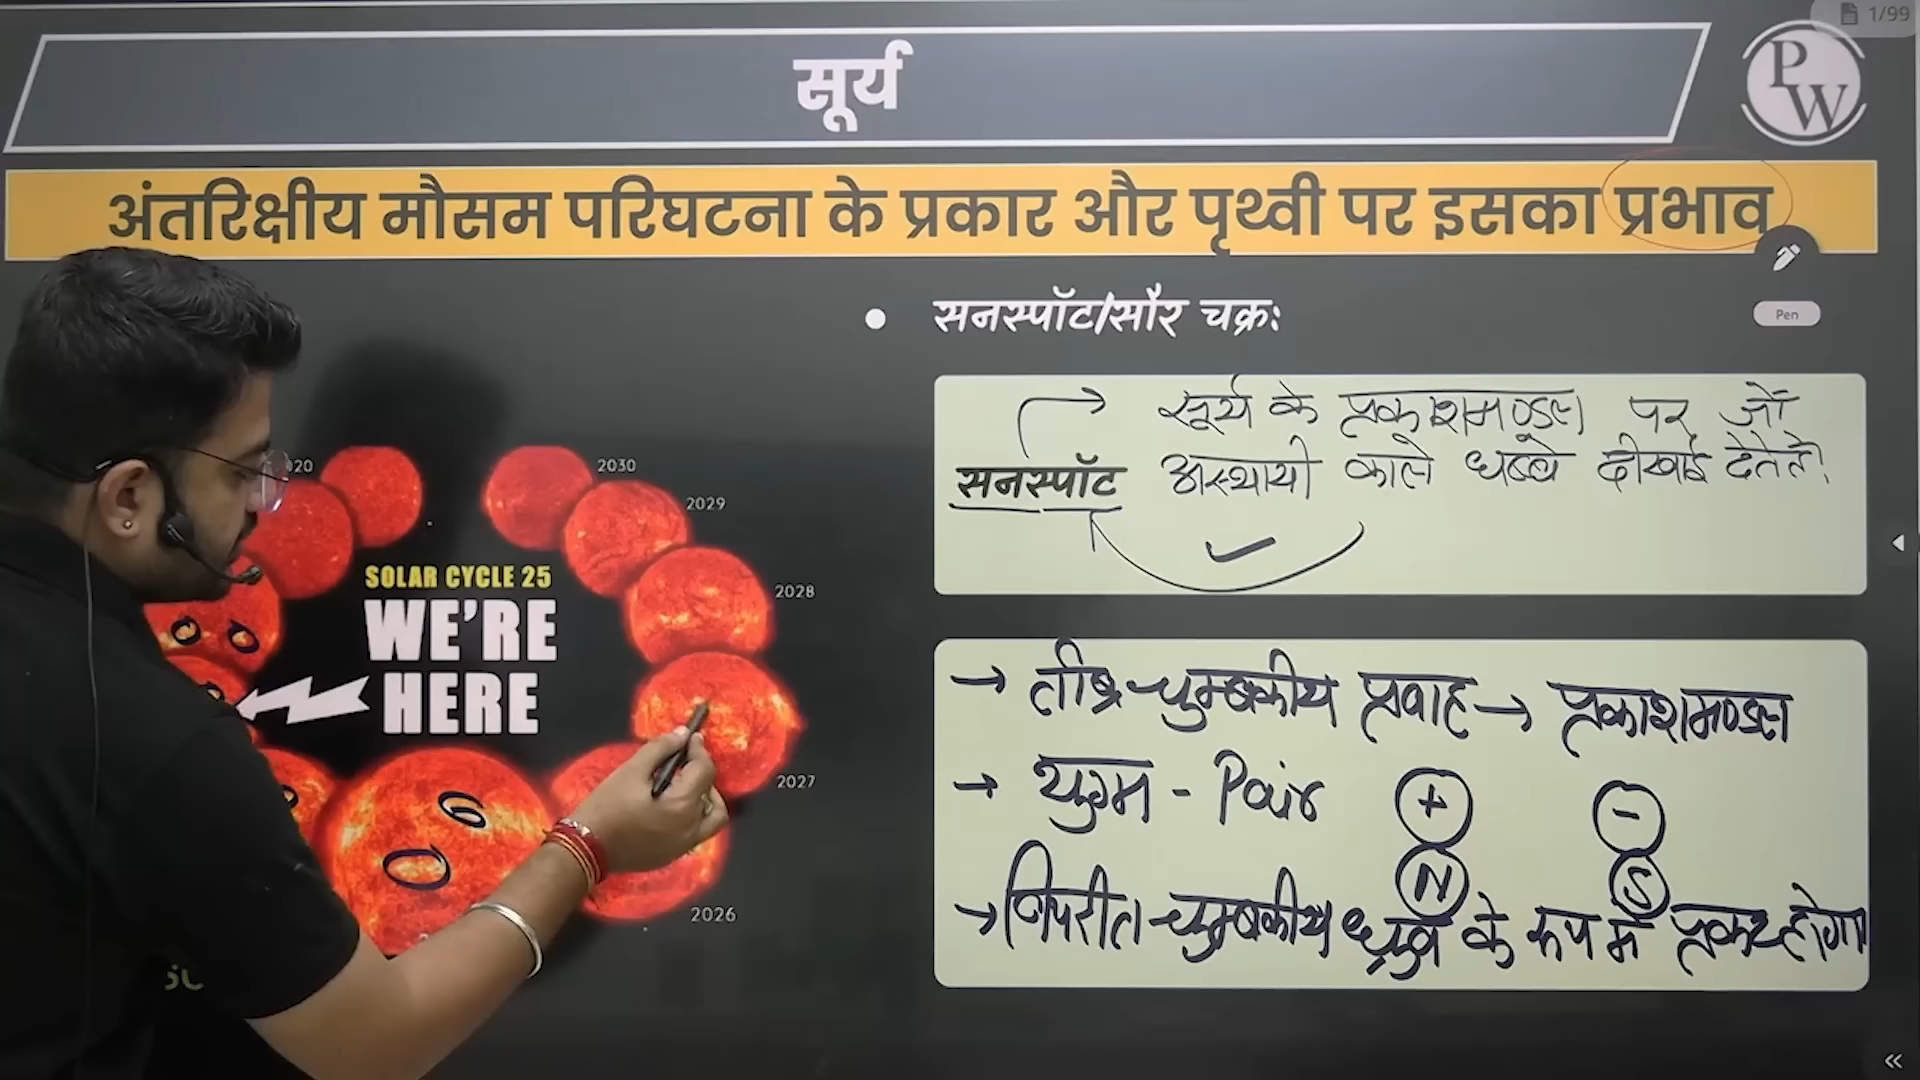 1/99
सूर्य
PW
अंतरिक्षीय मौसम परिघटना के प्रकार और पृथ्वी पर इसका प्रभाव
Pen
सनस्पॉट/सौर चक्र:
सूर्य के प्रकाशमण्डल पर जो
सनस्पॉट अस्थायी काले धब्बे दीखाई देते
2030
2029
2028
2027
2026
SOLAR CYCLE 25
WE'RE
HERE
→ तीव्र चुम्बकीय प्रवाह → प्रकाशमण्डल
→ युग्म - Pair + -
N S
→ विपरीत चुम्बकीय ध्रुव के रूप में प्रकट होगा